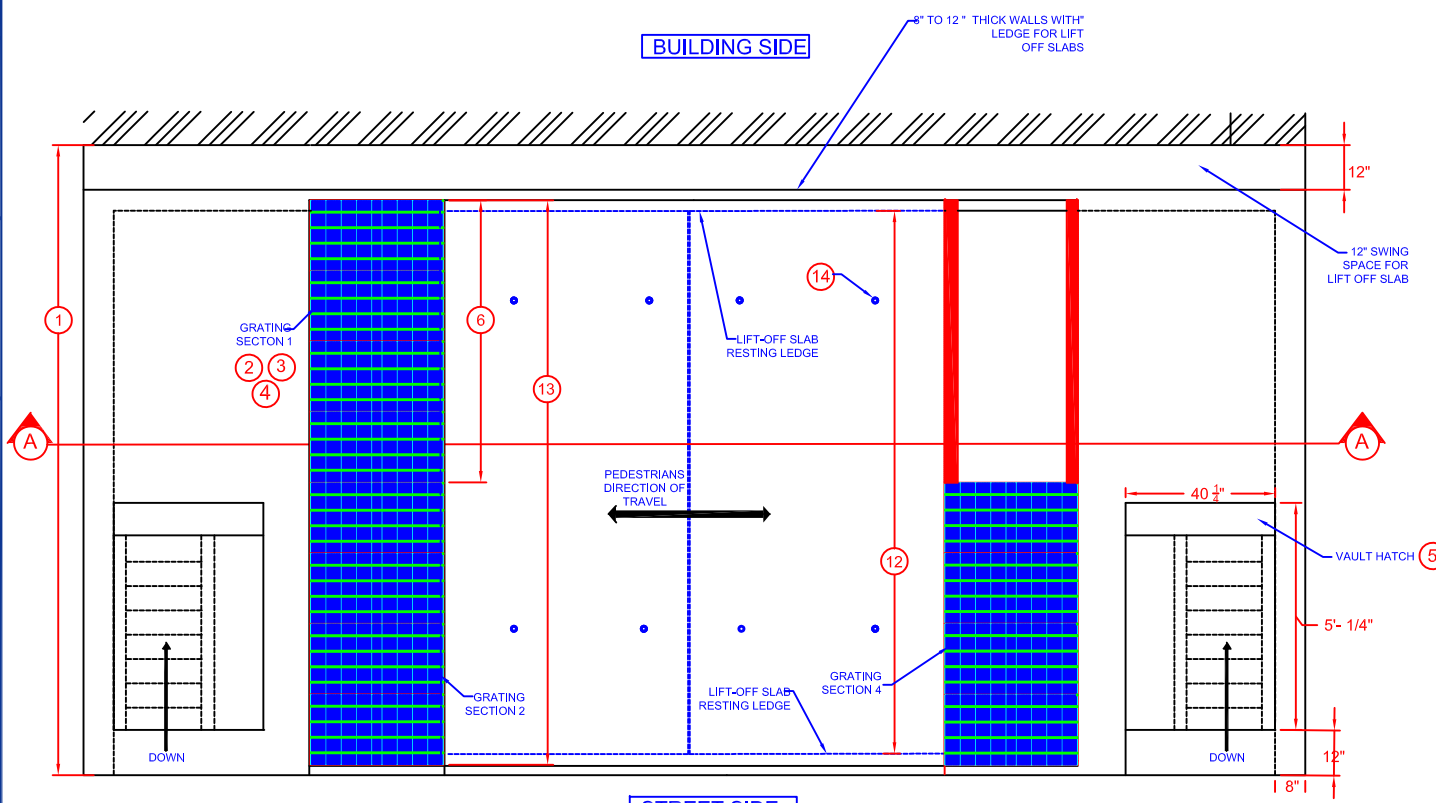 8" TO 12 " THICK WALLS WITH"
LEDGE FOR LIFT
OFF SLABS
BUILDING SIDE
12"
12" SWING
SPACE FOR
LIFT OFF SLAB
14
1
6
GRATING
SECTON 1
LIFT-OFF SLAB
RESTING LEDGE
2
3
4
13
A
A
PEDESTRIANS
DIRECTION OF
TRAVEL
40 1/4"
VAULT HATCH
5
12
5'- 1/4"
GRATING
SECTION 4
GRATING
SECTION 2
LIFT-OFF SLAB
RESTING LEDGE
DOWN
DOWN
12"
8"
STREET SIDE